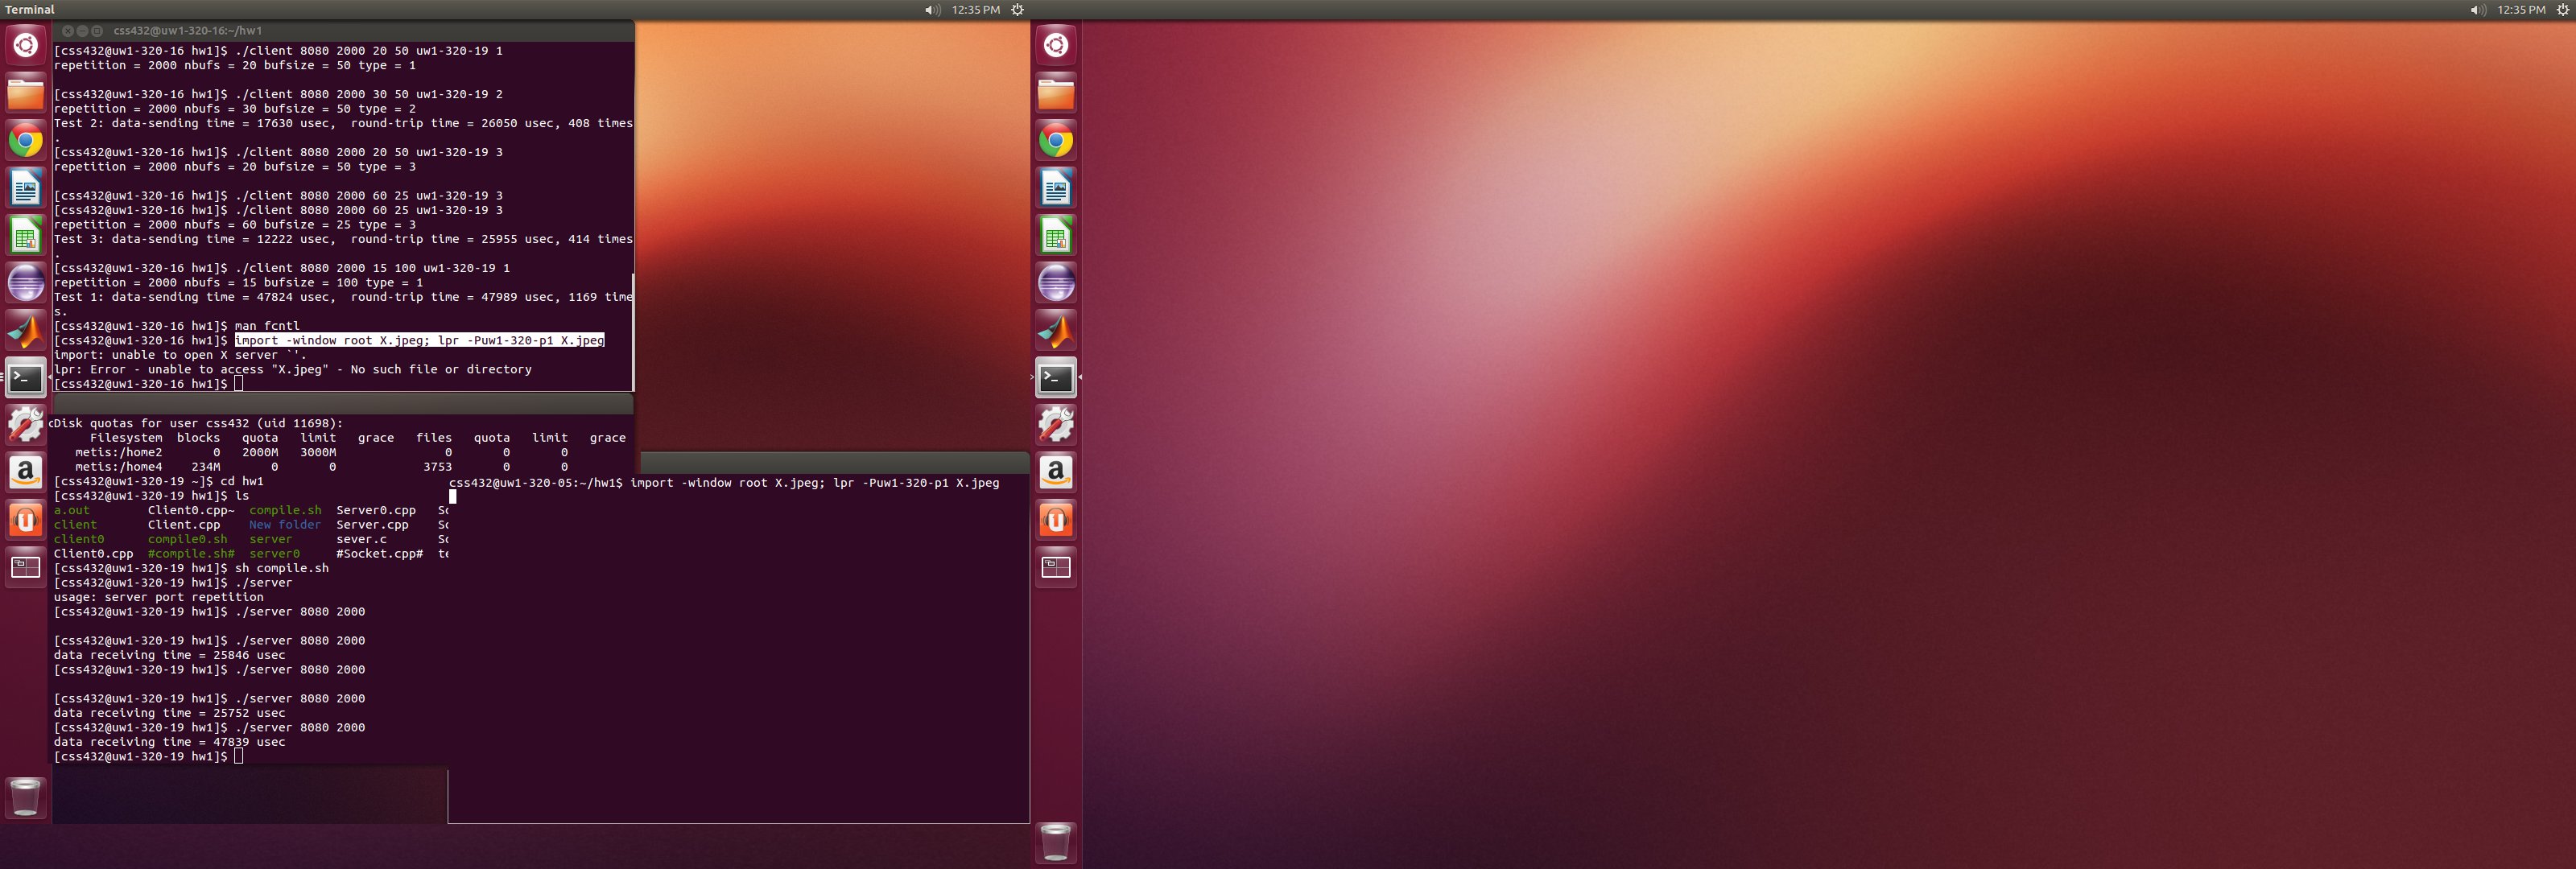 Terminal
12:35 PM
12:35 PM
css432@uw1-320-16:~/hw1
[css432@uw1-320-16 hw1]$ ./client 8080 2000 20 50 uw1-320-19 1
repetition = 2000 nbufs = 20 bufsize = 50 type = 1
[css432@uw1-320-16 hw1]$ ./client 8080 2000 30 50 uw1-320-19 2
repetition = 2000 nbufs = 30 bufsize = 50 type = 2
Test 2: data-sending time = 17630 usec,  round-trip time = 26050 usec, 408 times
.
[css432@uw1-320-16 hw1]$ ./client 8080 2000 20 50 uw1-320-19 3
repetition = 2000 nbufs = 20 bufsize = 50 type = 3
[css432@uw1-320-16 hw1]$ ./client 8080 2000 60 25 uw1-320-19 3
[css432@uw1-320-16 hw1]$ ./client 8080 2000 60 25 uw1-320-19 3
repetition = 2000 nbufs = 60 bufsize = 25 type = 3
Test 3: data-sending time = 12222 usec,  round-trip time = 25955 usec, 414 times
.
[css432@uw1-320-16 hw1]$ ./client 8080 2000 15 100 uw1-320-19 1
repetition = 2000 nbufs = 15 bufsize = 100 type = 1
Test 1: data-sending time = 47824 usec,  round-trip time = 47989 usec, 1169 time
s.
[css432@uw1-320-16 hw1]$ man fcntl
[css432@uw1-320-16 hw1]$ import -window root X.jpeg; lpr -Puw1-320-p1 X.jpeg
import: unable to open X server `'.
lpr: Error - unable to access "X.jpeg" - No such file or directory
[css432@uw1-320-16 hw1]$
Disk quotas for user css432 (uid 11698):
Filesystem  blocks   quota   limit   grace   files   quota   limit   grace
metis:/home2       0   2000M   3000M               0       0       0
metis:/home4    234M       0       0            3753       0       0
[css432@uw1-320-19 ~]$ cd hw1
[css432@uw1-320-19 hw1]$ ls
a.out        Client0.cpp~  compile.sh  Server0.cpp   Sc
client       Client.cpp    New folder  Server.cpp    Sc
client0      compile0.sh   server      sever.c       Sc
Client0.cpp  #compile.sh#  server0     #Socket.cpp#  te
[css432@uw1-320-19 hw1]$ sh compile.sh
[css432@uw1-320-19 hw1]$ ./server
usage: server port repetition
[css432@uw1-320-19 hw1]$ ./server 8080 2000
[css432@uw1-320-19 hw1]$ ./server 8080 2000
data receiving time = 25846 usec
[css432@uw1-320-19 hw1]$ ./server 8080 2000
[css432@uw1-320-19 hw1]$ ./server 8080 2000
data receiving time = 25752 usec
[css432@uw1-320-19 hw1]$ ./server 8080 2000
data receiving time = 47839 usec
[css432@uw1-320-19 hw1]$
css432@uw1-320-05:~/hw1$ import -window root X.jpeg; lpr -Puw1-320-p1 X.jpeg